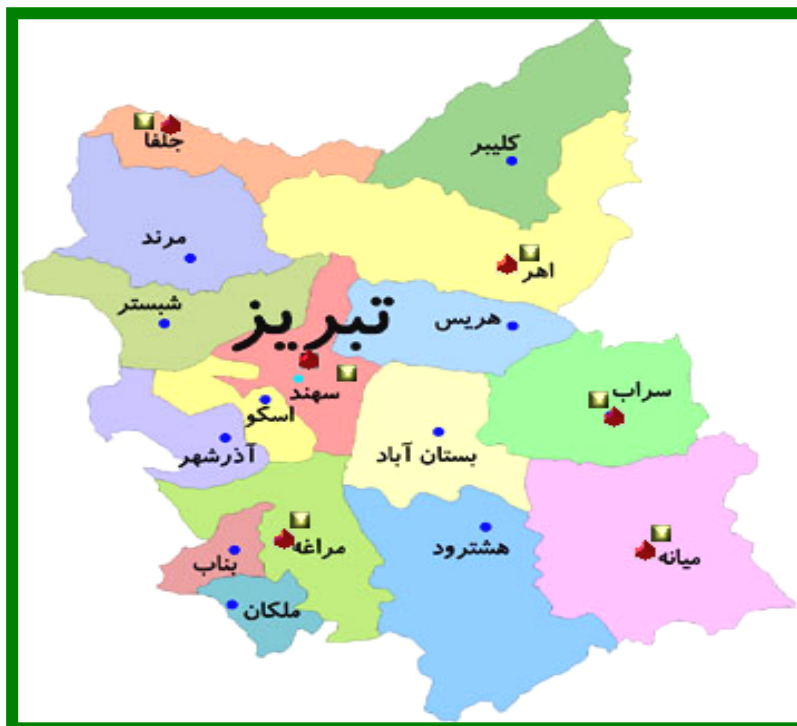 کلیبر
جلفا
مرند
اهر
شبستر
تبریز
هریس
سهند
سراب
اسکو
آذرشهر
بستان آباد
هشترود
مراغه
میانه
بناب
ملکان